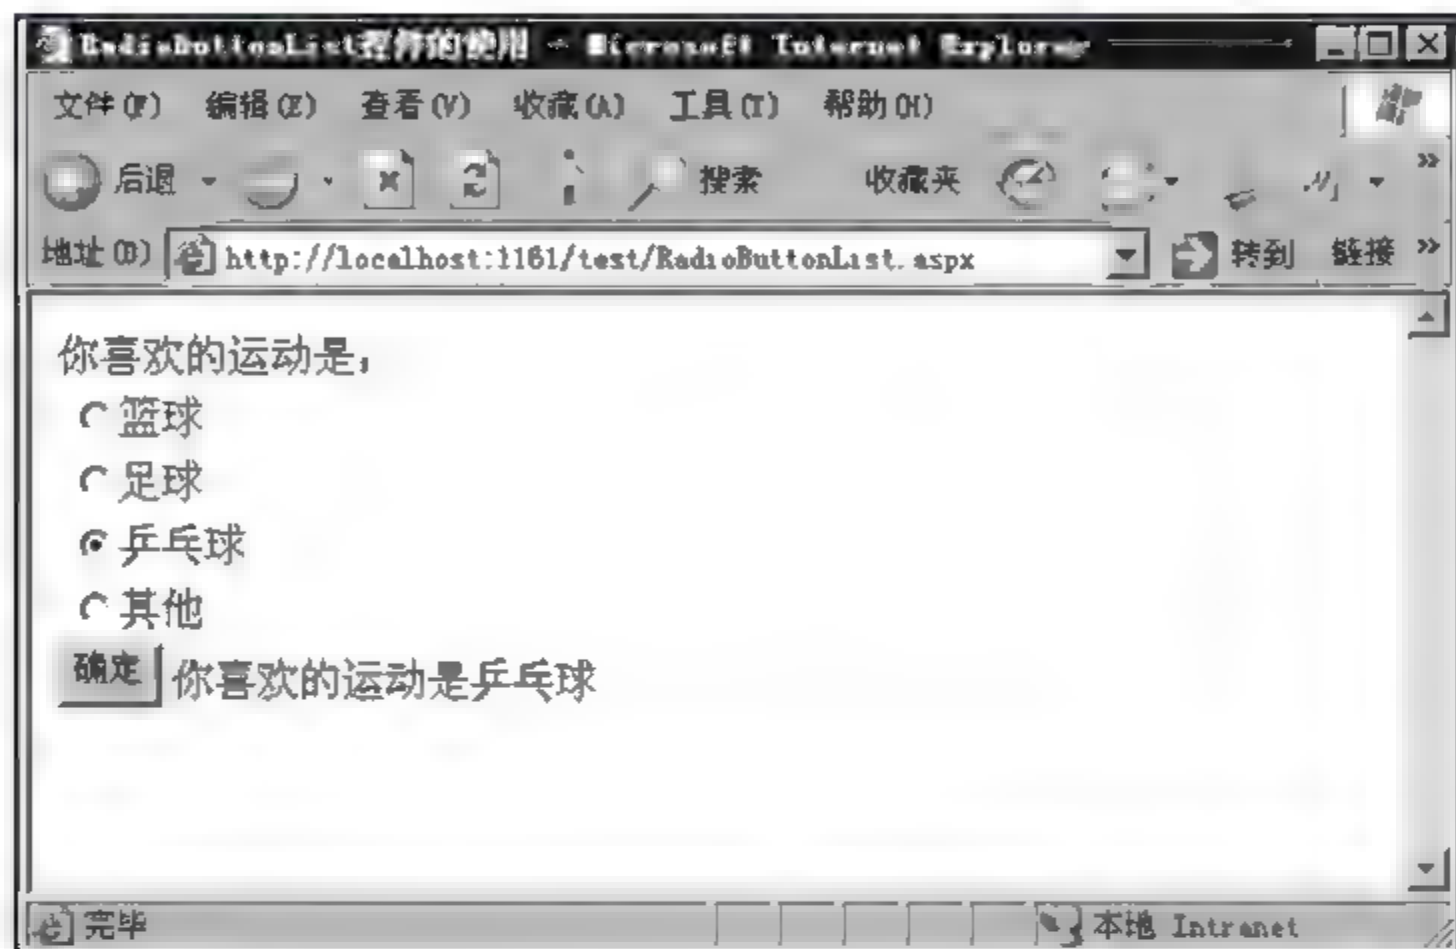 RadiobuttonList控件的使用 - Microsoft Internet Explorer
文件(F) 编辑(E) 查看(V) 收藏(A) 工具(T) 帮助(H)
后退 搜索 收藏夹 »
地址(D) http://localhost:1161/test/RadioButtonList.aspx 转到 链接 »
你喜欢的运动是:
篮球
足球
乒乓球
其他
确定 你喜欢的运动是乒乓球
完毕 本地 Intranet